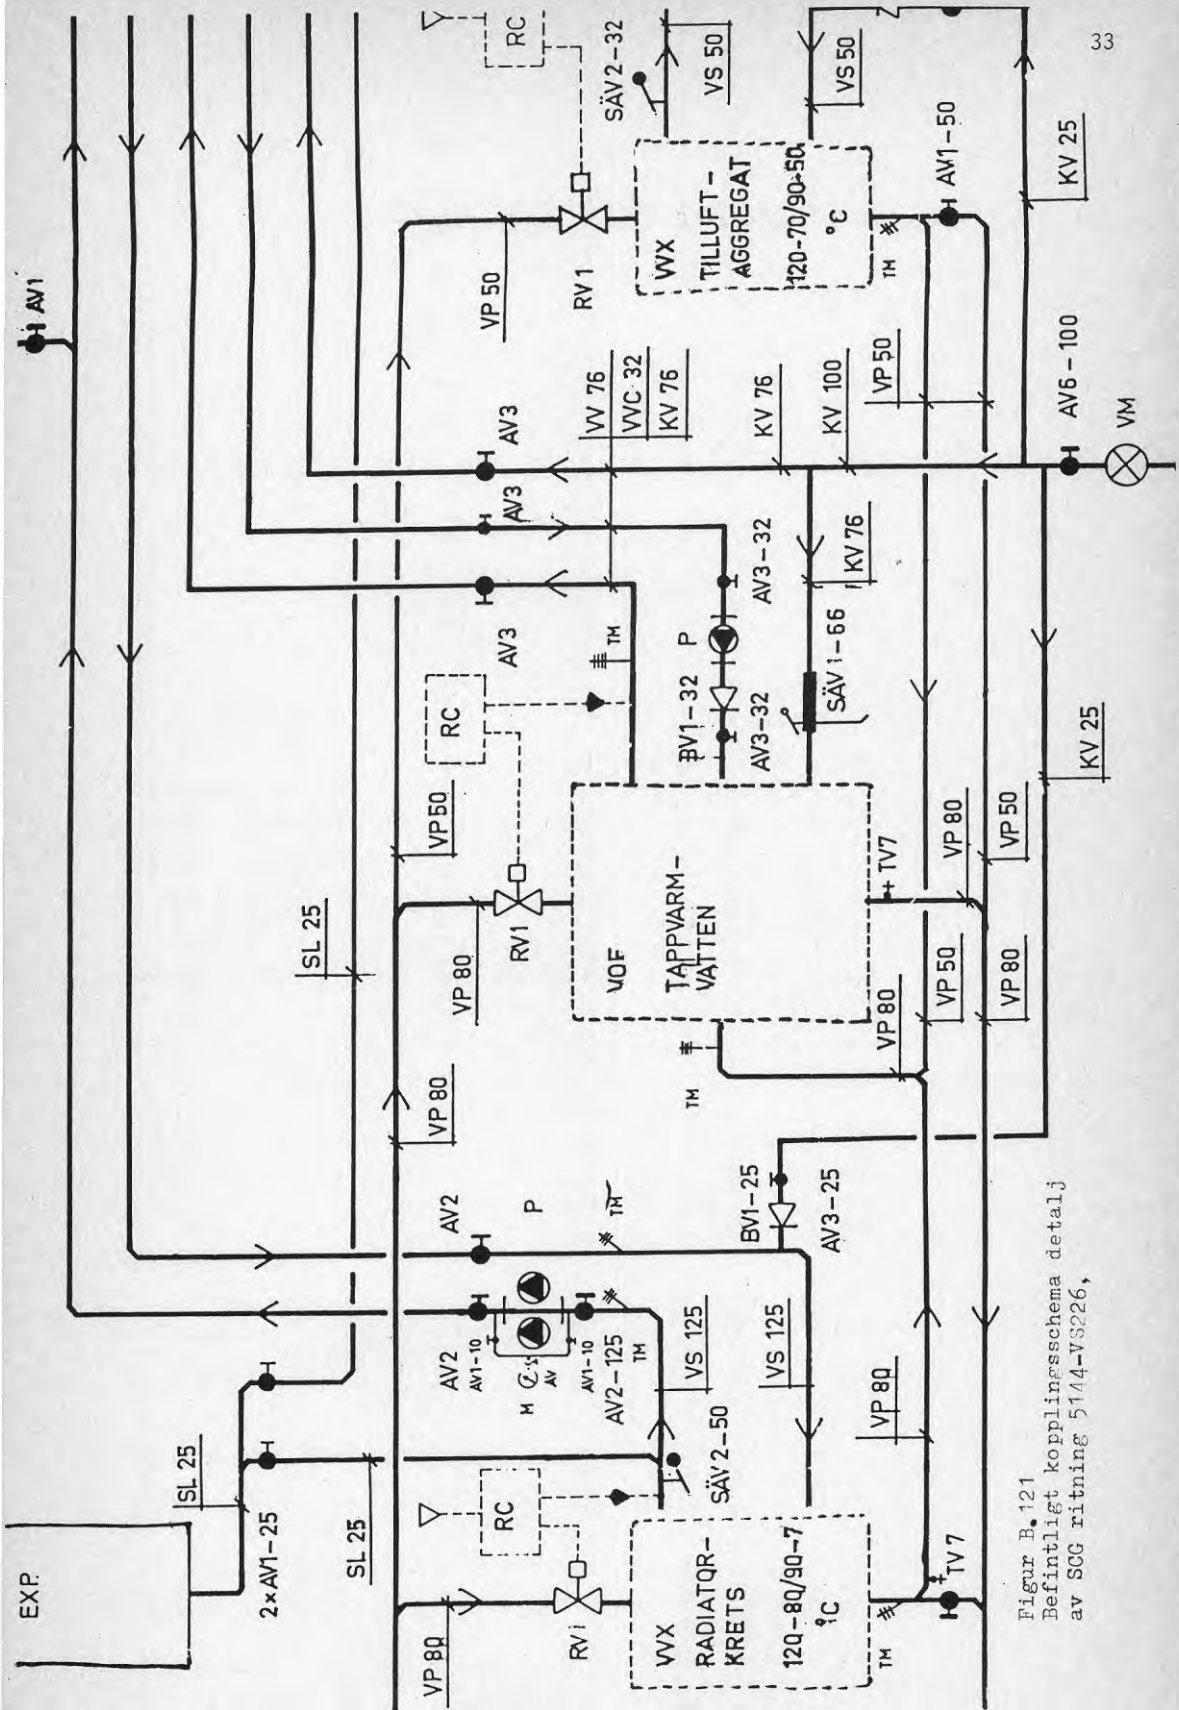 33
EXP.
SL 25
2×AV1-25
SL 25
VP 80
RV1
RC
VVX
RADIATOR-
KRETS
120-80/90-7
°C
TM
TV7
SÄV2-50
VS 125
VS 125
VP 80
AV2
AV1-10
M
AV
AV1-10
AV2-125
TM
AV2
P
TM
BV1-25
AV3-25
VP 80
SL 25
VP 80
RV1
VP 50
RC
VOF
TAPPVARM-
VATTEN
TM
VP 80
VP 50
VP 80
TV7
VP 80
VP 50
KV 25
AV3
TM
BV1-32
AV3-32
P
AV3-32
SÄV1-66
KV 76
AV3
AV3
VV 76
VVC 32
KV 76
KV 76
KV 100
VP 50
AV6-100
VM
AV1
VP 50
RV1
RC
VVX
TILLUFT-
AGGREGAT
120-70/90-50
°C
TM
AV1-50
KV 25
SÄV2-32
VS 50
VS 50
Figur B.121
Befintligt kopplingsschema detalj
av SCG ritning 5144-VS226,